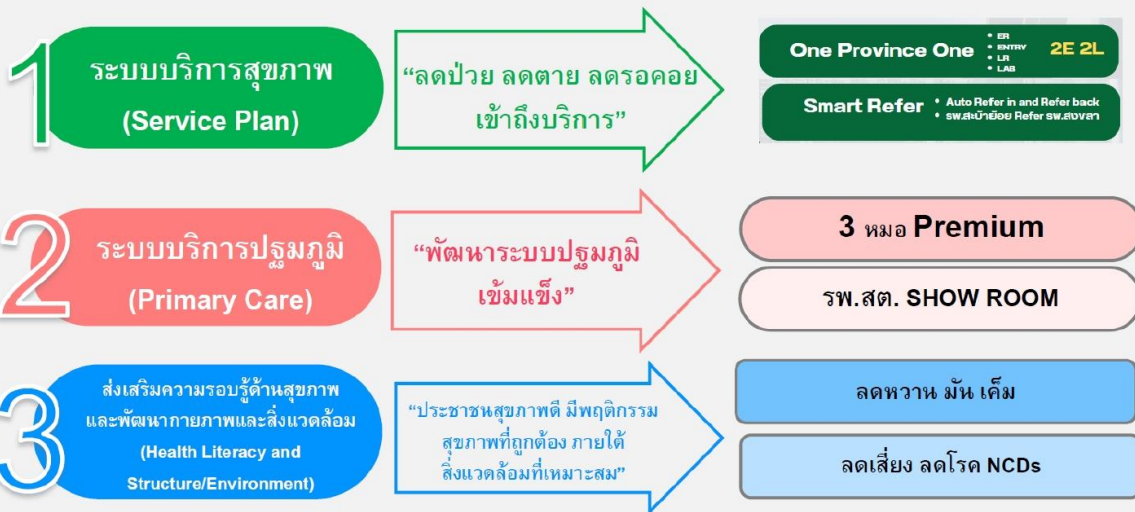 1
ระบบบริการสุขภาพ
(Service Plan)
“ลดป่วย ลดตาย ลดรอคอย
เข้าถึงบริการ”
One Province One
• ER
• ENTRY
• LR
• LAB
2E 2L
Smart Refer
• Auto Refer in and Refer back
• รพ.สะบ้าย้อย Refer รพ.สงขลา
2
ระบบบริการปฐมภูมิ
(Primary Care)
“พัฒนาระบบปฐมภูมิ
เข้มแข็ง”
3 หมอ Premium
รพ.สต. SHOW ROOM
3
ส่งเสริมความรอบรู้ด้านสุขภาพ
และพัฒนากายภาพและสิ่งแวดล้อม
(Health Literacy and
Structure/Environment)
“ประชาชนสุขภาพดี มีพฤติกรรม
สุขภาพที่ถูกต้อง ภายใต้
สิ่งแวดล้อมที่เหมาะสม”
ลดหวาน มัน เค็ม
ลดเสี่ยง ลดโรค NCDs